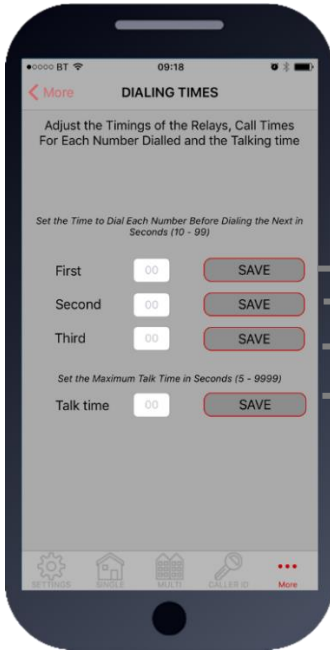 BT 09:18
More DIALING TIMES
Adjust the Timings of the Relays, Call Times
For Each Number Dialled and the Talking time
Set the Time to Dial Each Number Before Dialing the Next in
Seconds (10 - 99)
First 00 SAVE
Second 00 SAVE
Third 00 SAVE
Set the Maximum Talk Time in Seconds (5 - 9999)
Talk time 00 SAVE
SETTINGS SINGLE MULTI CALLER ID More